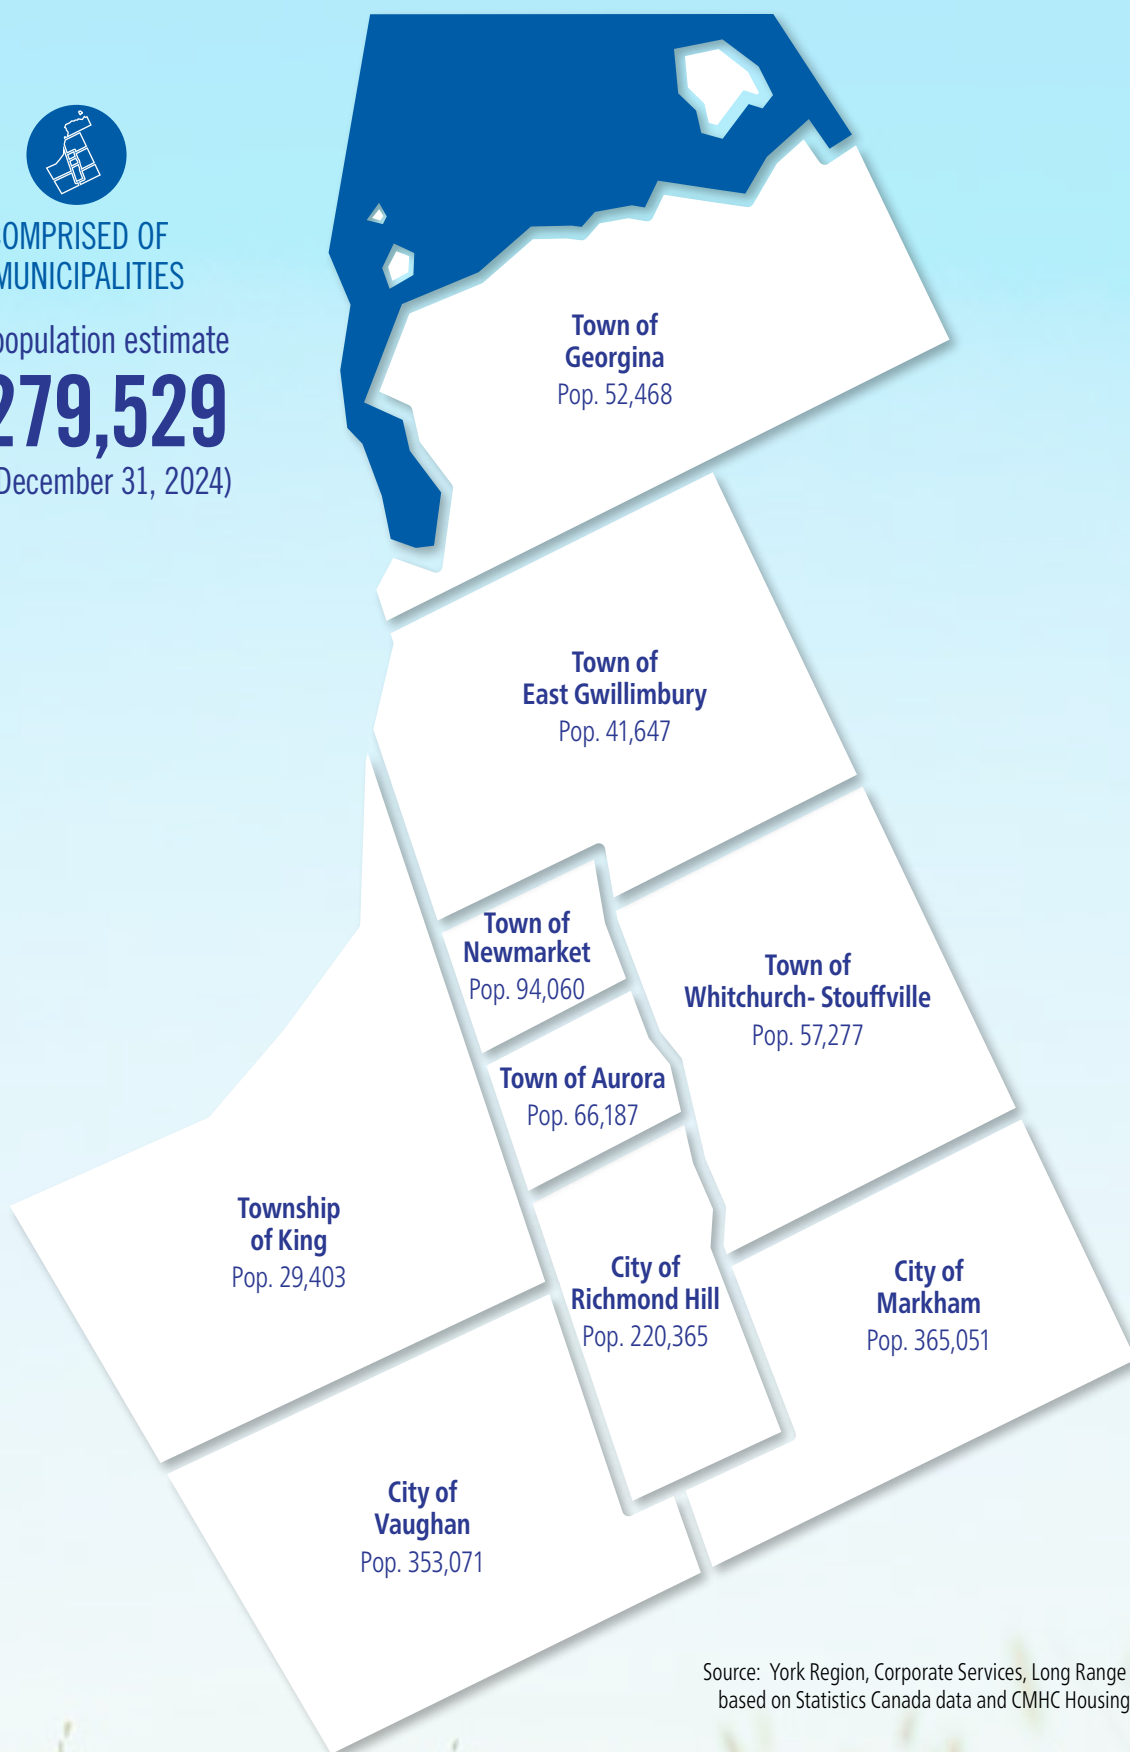 COMPRISED OF
MUNICIPALITIES
population estimate
279,529
December 31, 2024)
Town of
Georgina
Pop. 52,468
Town of
East Gwillimbury
Pop. 41,647
Town of
Newmarket
Pop. 94,060
Town of
Whitchurch- Stouffville
Pop. 57,277
Town of Aurora
Pop. 66,187
Township
of King
Pop. 29,403
City of
Richmond Hill
Pop. 220,365
City of
Markham
Pop. 365,051
City of
Vaughan
Pop. 353,071
Source: York Region, Corporate Services, Long Range
based on Statistics Canada data and CMHC Housing